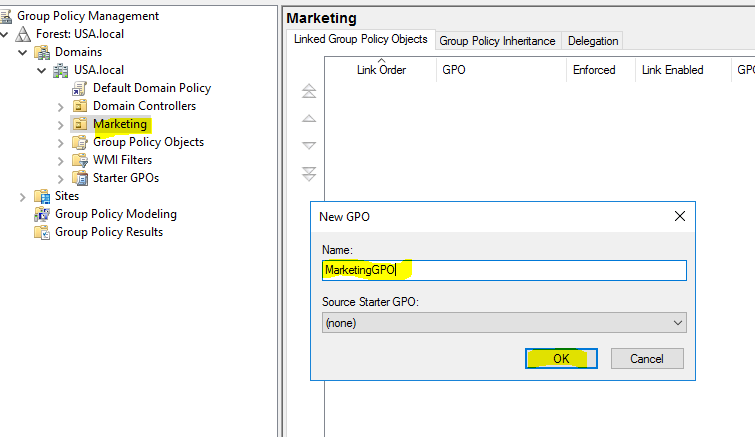 Group Policy Management
Forest: USA.local
Domains
USA.local
Default Domain Policy
Domain Controllers
Marketing
Group Policy Objects
WMI Filters
Starter GPOs
Sites
Group Policy Modeling
Group Policy Results
Marketing
Linked Group Policy Objects Group Policy Inheritance Delegation
Link Order GPO Enforced Link Enabled GPO
New GPO
Name:
MarketingGPO
Source Starter GPO:
(none)
OK Cancel